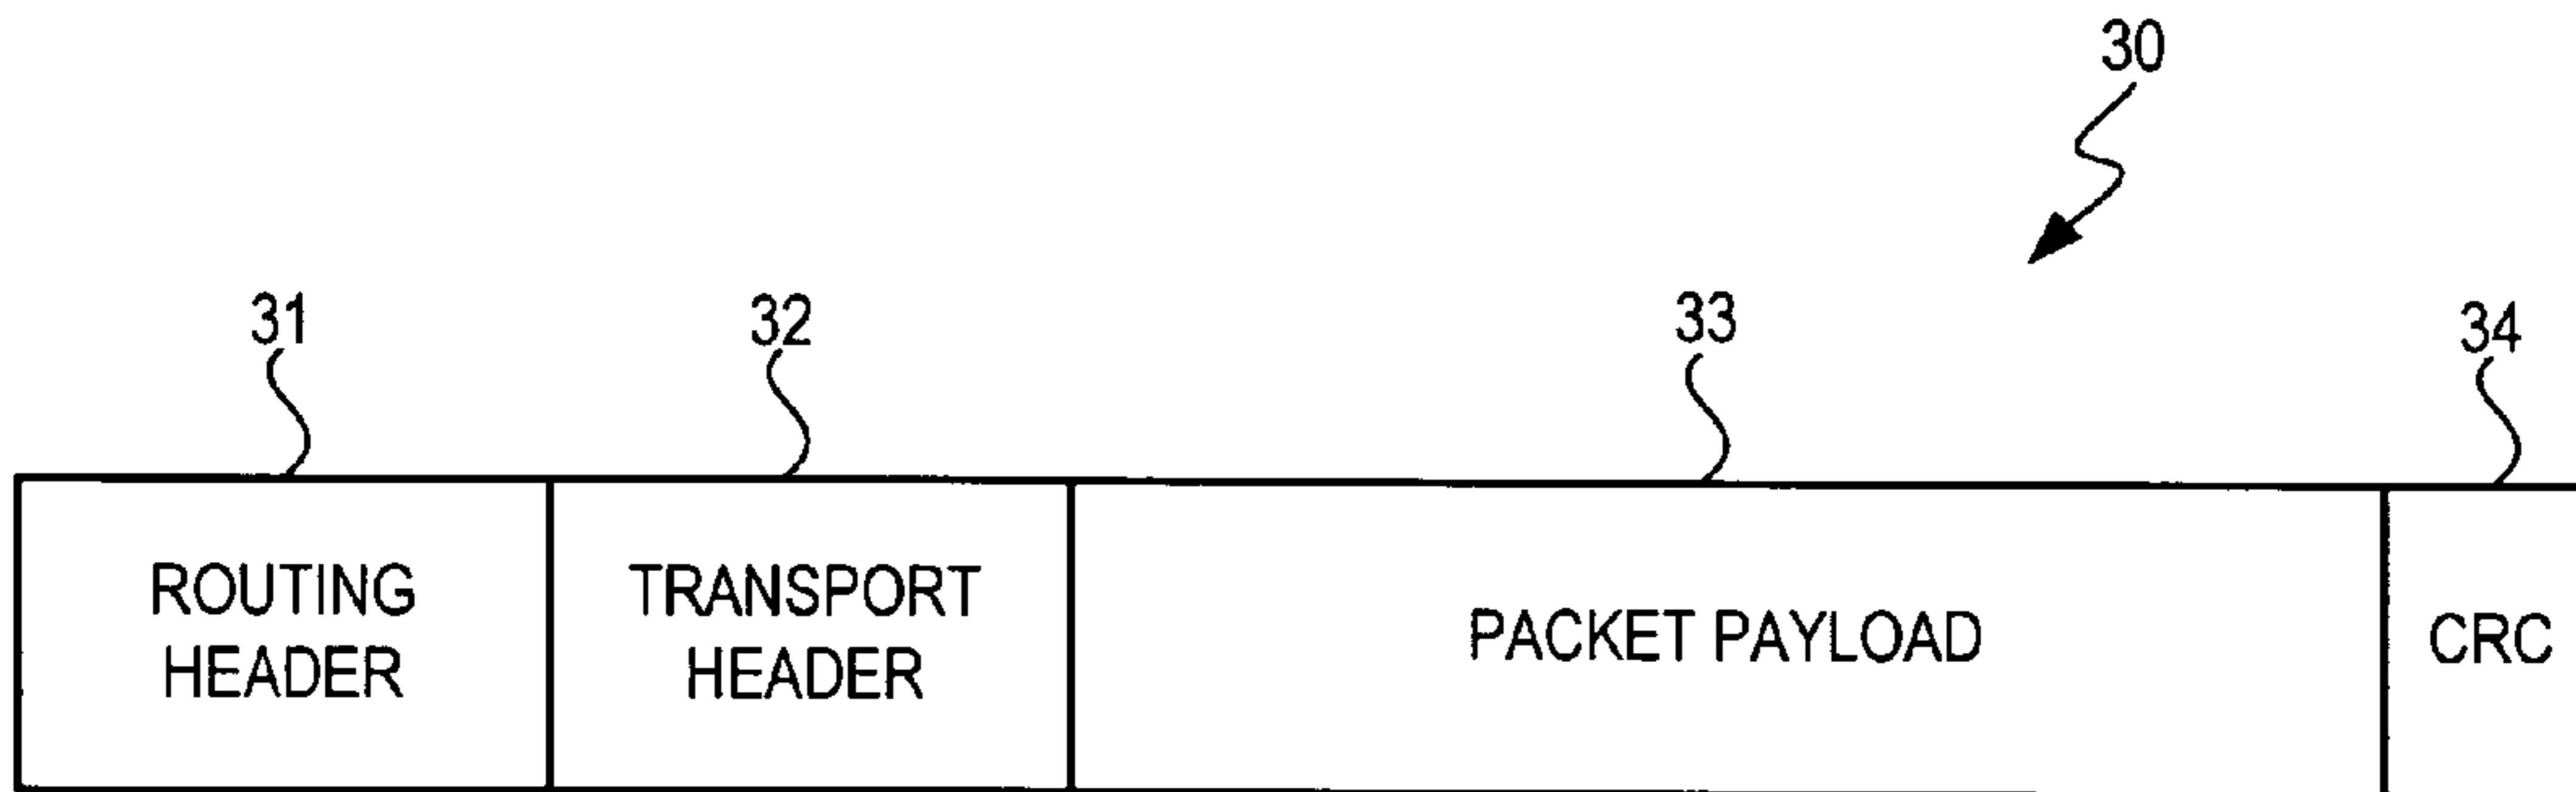 30
31
32
33
34
ROUTING
HEADER
TRANSPORT
HEADER
PACKET PAYLOAD
CRC